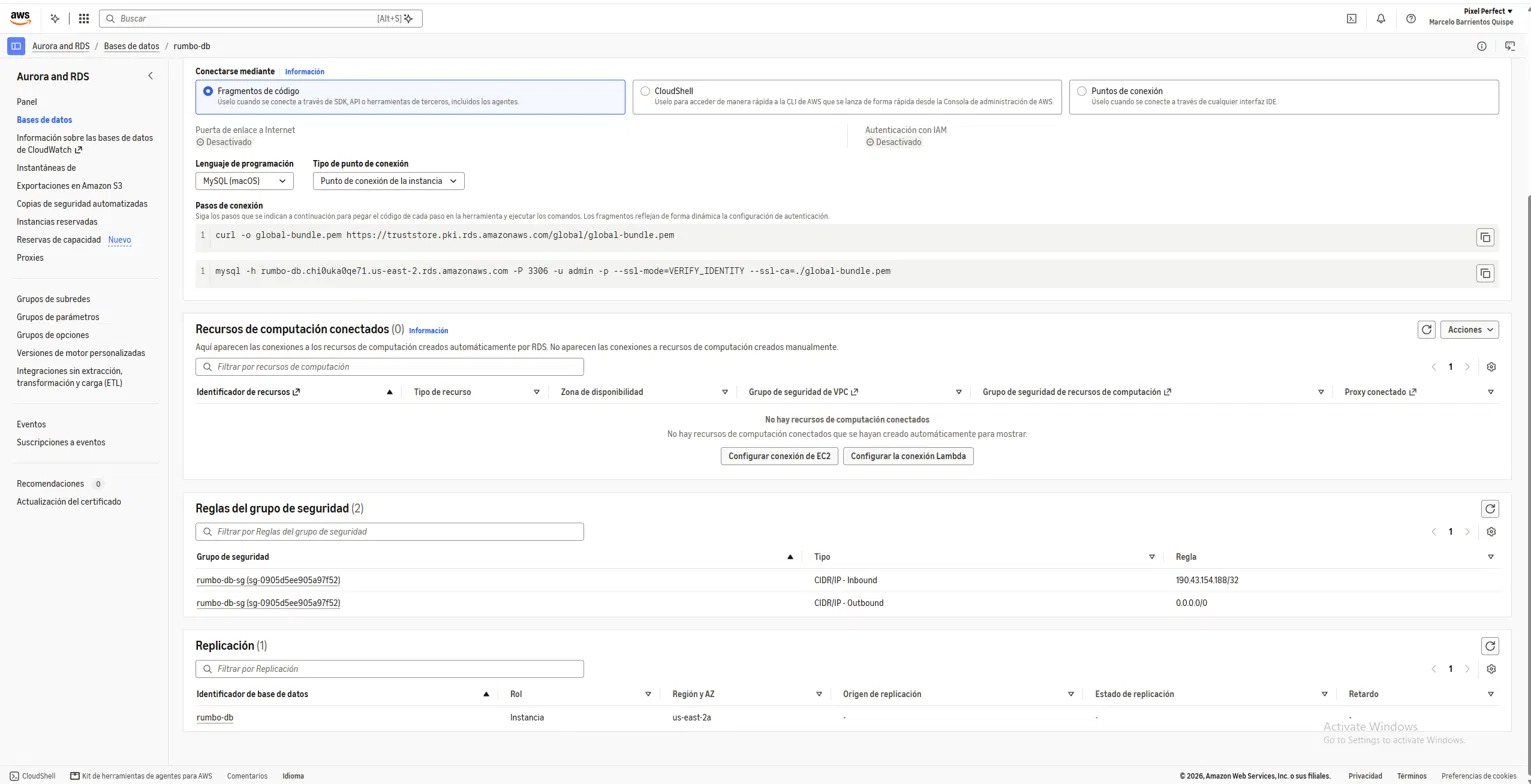 aws
Buscar
[Alt+S]
Pixel Perfect ▼
Marcelo Barrientos Quispe
Aurora and RDS / Bases de datos / rumbo-db
Aurora and RDS
Panel
Bases de datos
Información sobre las bases de datos
de CloudWatch
Instantáneas de
Exportaciones en Amazon S3
Copias de seguridad automatizadas
Instancias reservadas
Reservas de capacidad Nuevo
Proxies
Grupos de subredes
Grupos de parámetros
Grupos de opciones
Versiones de motor personalizadas
Integraciones sin extracción,
transformación y carga (ETL)
Eventos
Suscripciones a eventos
Recomendaciones 0
Actualización del certificado
Conectarse mediante Información
Fragmentos de código
Úselo cuando se conecte a través de SDK, API o herramientas de terceros, incluidos los agentes.
CloudShell
Úselo para acceder de manera rápida a la CLI de AWS que se lanza de forma rápida desde la Consola de administración de AWS.
Puntos de conexión
Úselo cuando se conecte a través de cualquier interfaz IDE.
Puerta de enlace a Internet
Desactivado
Autenticación con IAM
Desactivado
Lenguaje de programación
MySQL (macOS)
Tipo de punto de conexión
Punto de conexión de la instancia
Pasos de conexión
Siga los pasos que se indican a continuación para pegar el código de cada paso en la herramienta y ejecutar los comandos. Los fragmentos reflejan de forma dinámica la configuración de autenticación.
1 curl -o global-bundle.pem https://truststore.pki.rds.amazonaws.com/global/global-bundle.pem
1 mysql -h rumbo-db.chi0uka0qe71.us-east-2.rds.amazonaws.com -P 3306 -u admin -p --ssl-mode=VERIFY_IDENTITY --ssl-ca=./global-bundle.pem
Recursos de computación conectados (0) Información
Acciones
Aquí aparecen las conexiones a los recursos de computación creados automáticamente por RDS. No aparecen las conexiones a recursos de computación creados manualmente.
Filtrar por recursos de computación
1
Identificador de recursos Tipo de recurso Zona de disponibilidad Grupo de seguridad de VPC Grupo de seguridad de recursos de computación Proxy conectado
No hay recursos de computación conectados
No hay recursos de computación conectados que se hayan creado automáticamente para mostrar.
Configurar conexión de EC2 Configurar la conexión Lambda
Reglas del grupo de seguridad (2)
Filtrar por Reglas del grupo de seguridad
1
Grupo de seguridad Tipo Regla
rumbo-db-sg (sg-0905d5ee905a97f52) CIDR/IP - Inbound 190.43.154.188/32
rumbo-db-sg (sg-0905d5ee905a97f52) CIDR/IP - Outbound 0.0.0.0/0
Replicación (1)
Filtrar por Replicación
1
Identificador de base de datos Rol Región y AZ Origen de replicación Estado de replicación Retardo
rumbo-db Instancia us-east-2a - - -
Activate Windows
Go to Settings to activate Windows.
CloudShell Kit de herramientas de agentes para AWS Comentarios Idioma
© 2026, Amazon Web Services, Inc. o sus filiales. Privacidad Términos Preferencias de cookies